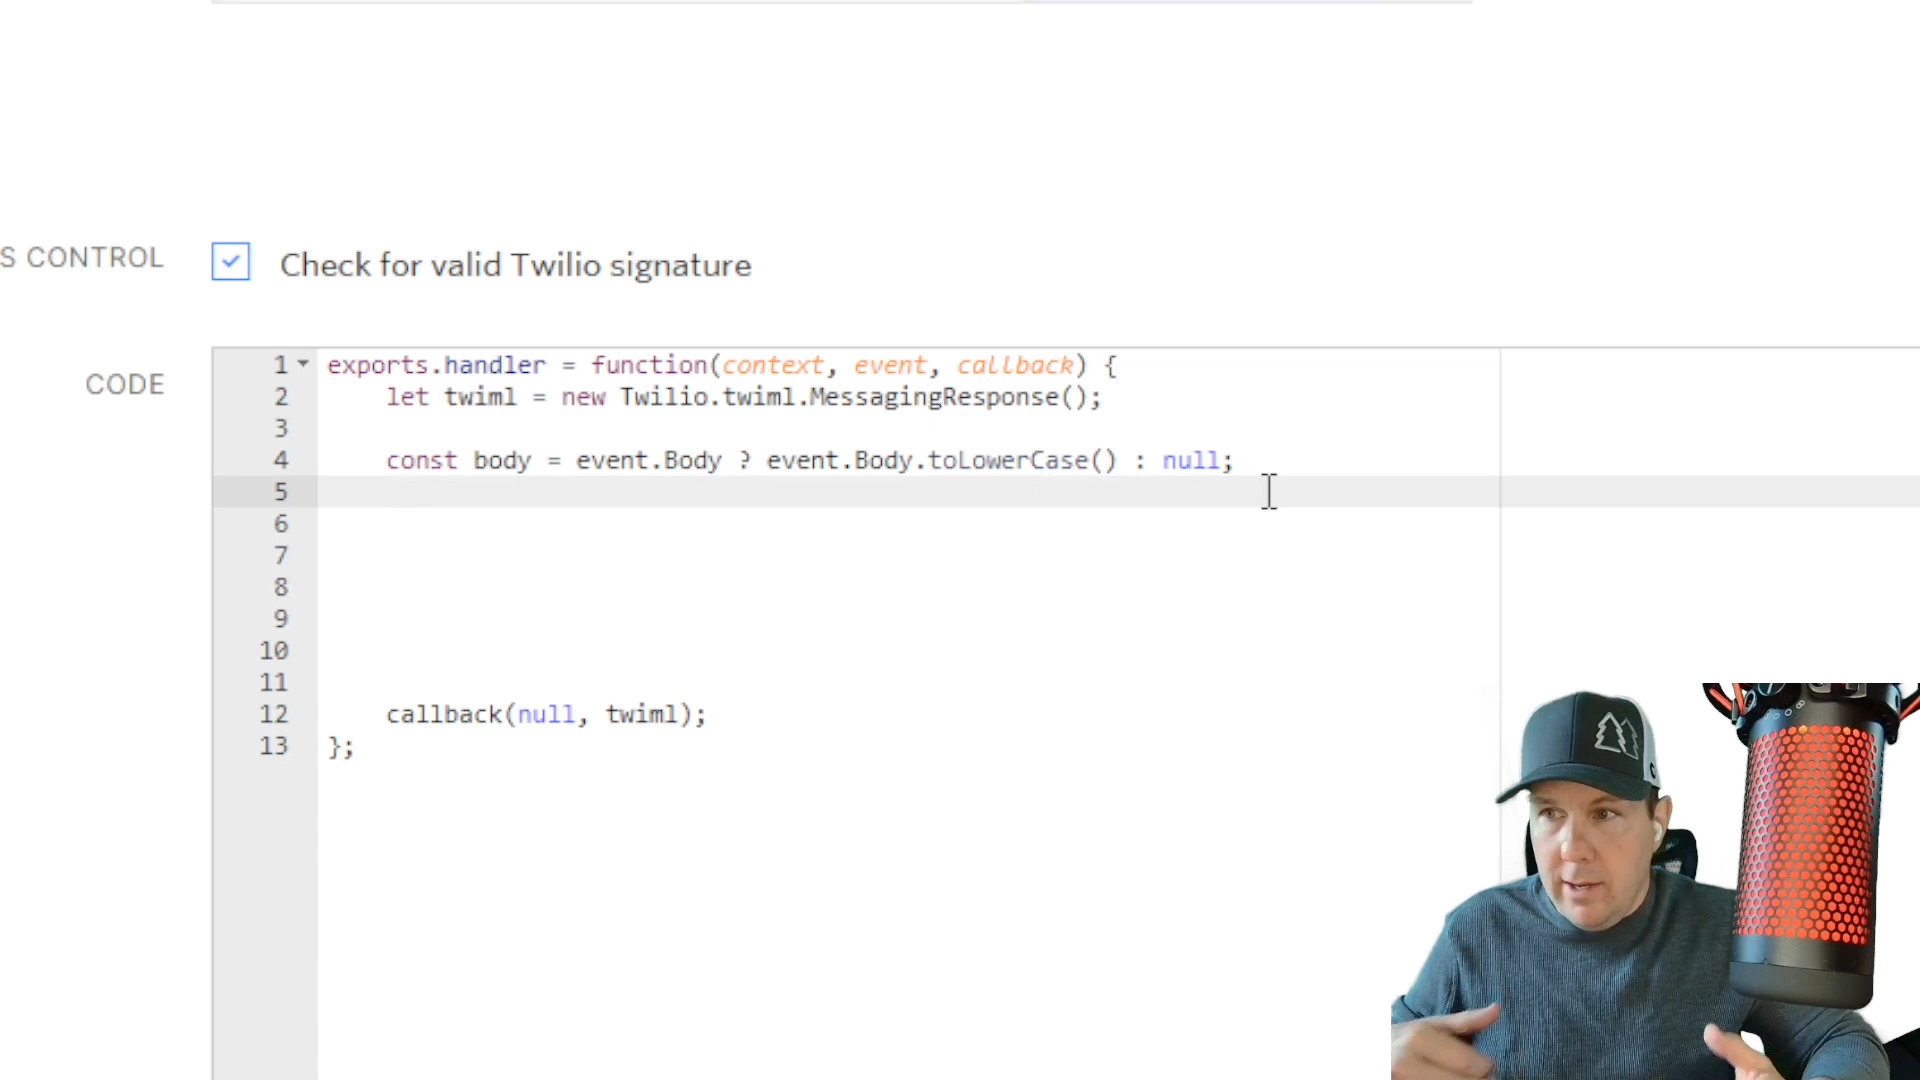 S CONTROL
Check for valid Twilio signature
CODE
1 exports.handler = function(context, event, callback) {
2     let twiml = new Twilio.twiml.MessagingResponse();
3
4     const body = event.Body ? event.Body.toLowerCase() : null;
5
6
7
8
9
10
11
12     callback(null, twiml);
13 };